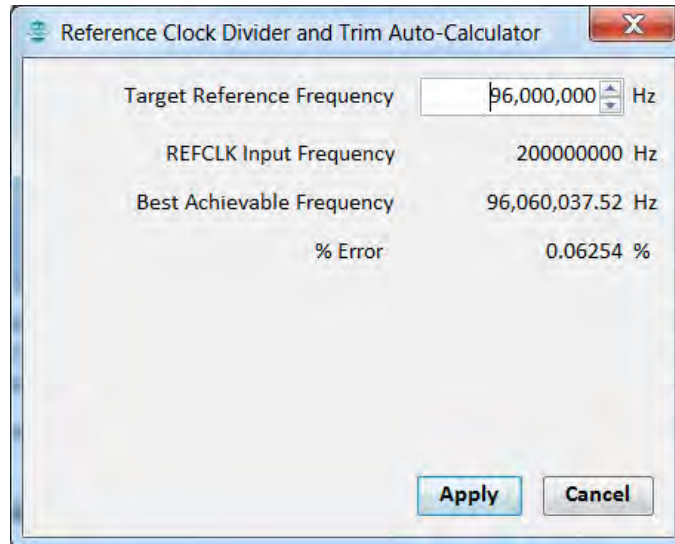 Reference Clock Divider and Trim Auto-Calculator
Target Reference Frequency 96,000,000 Hz
REFCLK Input Frequency 200000000 Hz
Best Achievable Frequency 96,060,037.52 Hz
% Error 0.06254 %
Apply Cancel